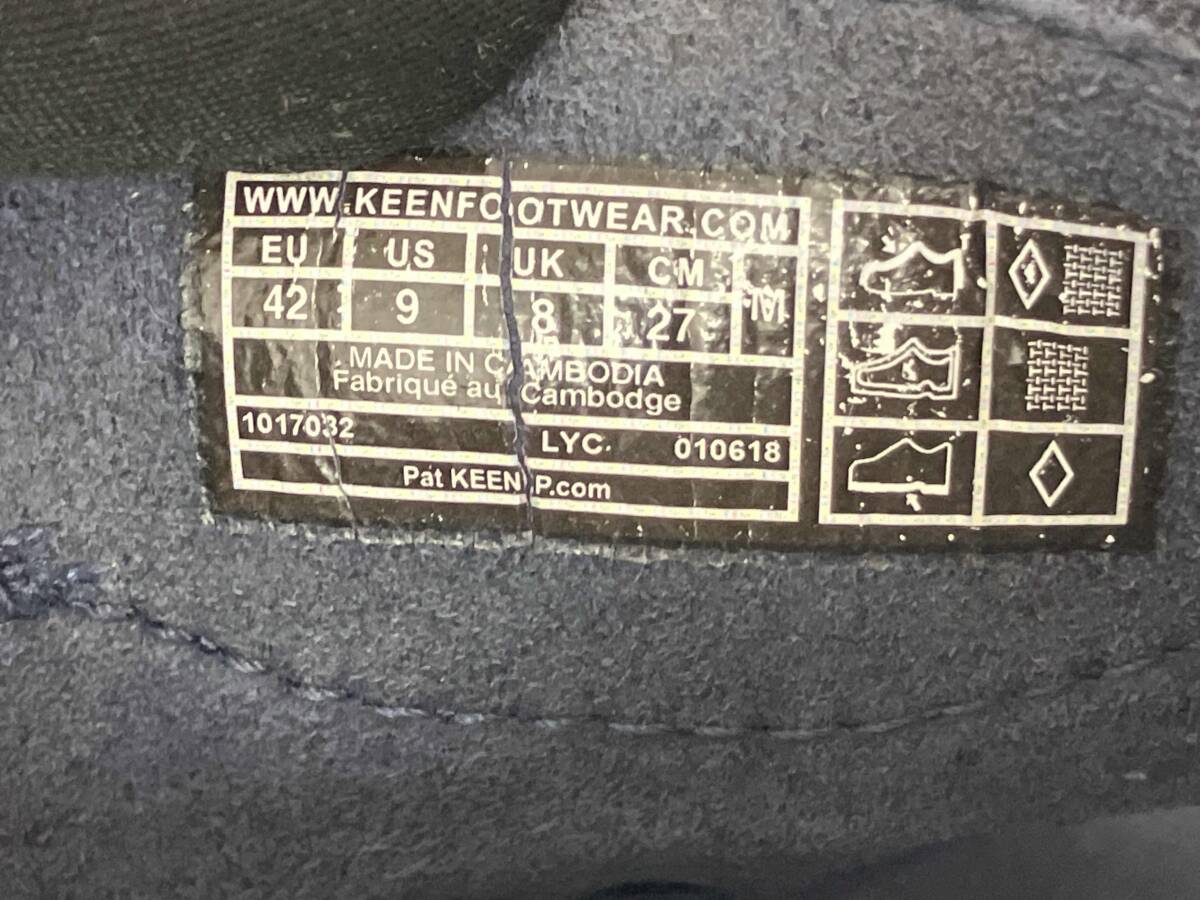 WWW.KEENFOOTWEAR.COM
EU US UK CM M
42 9 8 27
MADE IN CAMBODIA
Fabriqué au Cambodge
1017032 LYC. 010618
Pat KEENIP.com